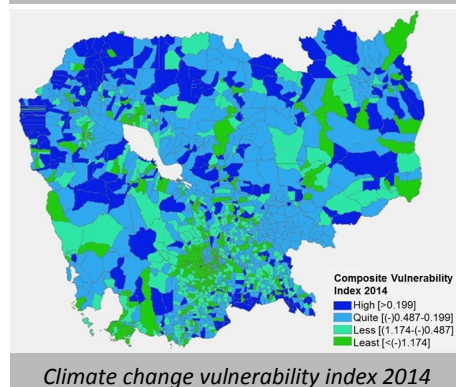 Composite Vulnerability
Index 2014
High [>0.199]
Quite [(-)0.487-0.199]
Less [(1.174-(-)0.487]
Least [<(-)1.174]
Climate change vulnerability index 2014